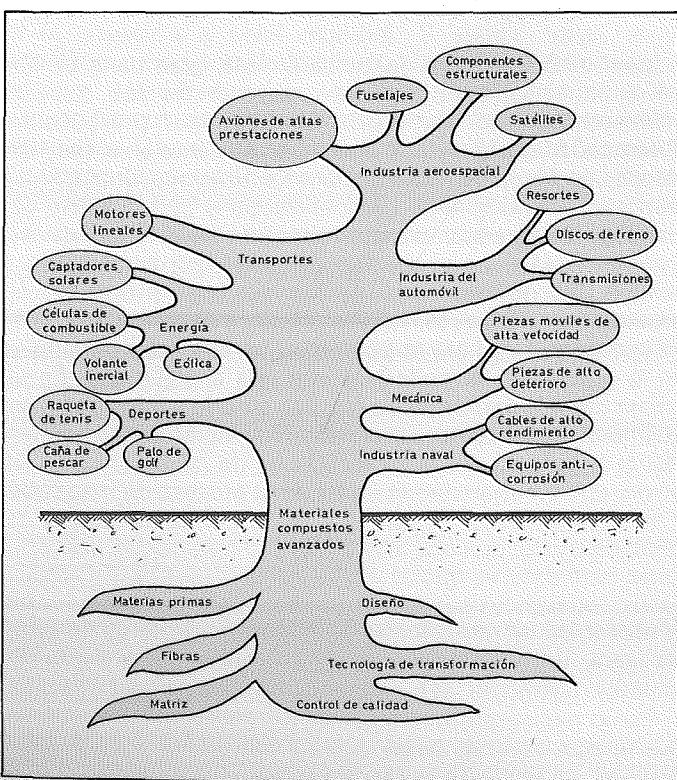 Componentes
estructurales
Fuselajes
Aviones de altas
prestaciones
Satélites
Industria aeroespacial
Resortes
Motores
líneales
Discos de freno
Transportes
Captadores
solares
Industria del
automóvil
Transmisiones
Células de
combustible
Energía
Piezas moviles de
alta velocidad
Volante
inercial
Eólica
Piezas de alto
deterioro
Mecánica
Raqueta
de tenis
Deportes
Cables de alto
rendimiento
Caña de
pescar
Palo de
golf
Industria naval
Equipos anti-
corrosión
Materiales
compuestos
avanzados
Materias primas
Diseño
Fibras
Tecnología de transformación
Matriz
Control de calidad